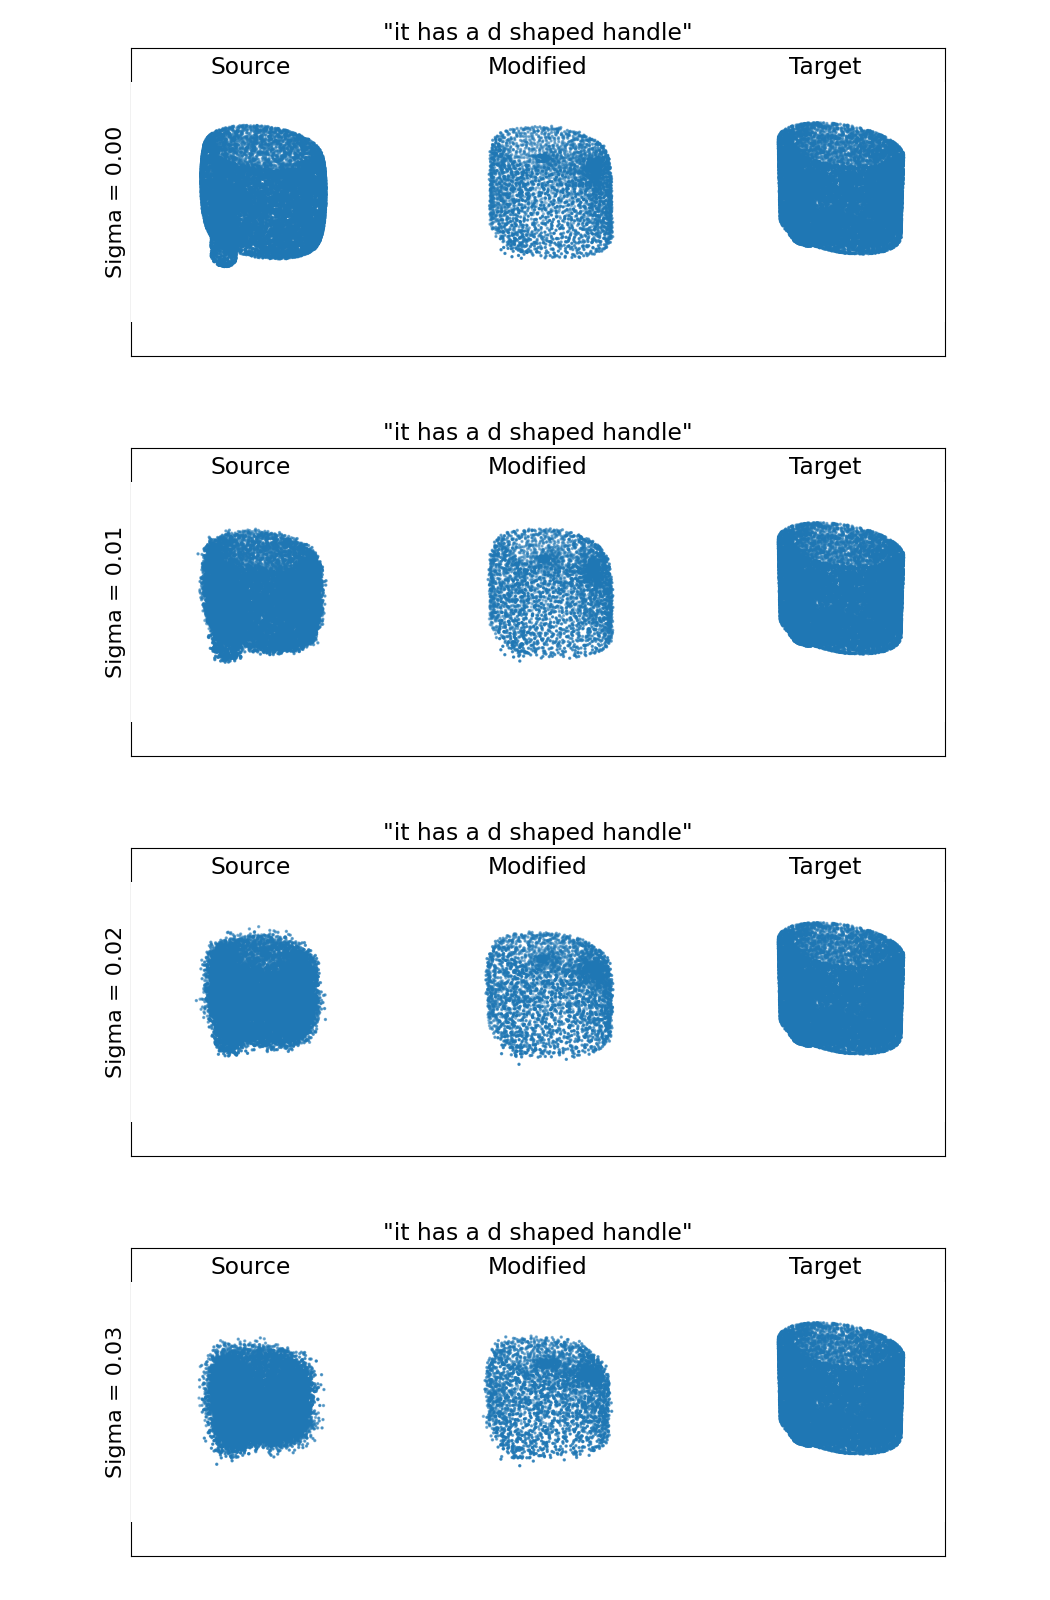 "it has a d shaped handle"
Source Modified Target
Sigma = 0.00
"it has a d shaped handle"
Source Modified Target
Sigma = 0.01
"it has a d shaped handle"
Source Modified Target
Sigma = 0.02
"it has a d shaped handle"
Source Modified Target
Sigma = 0.03